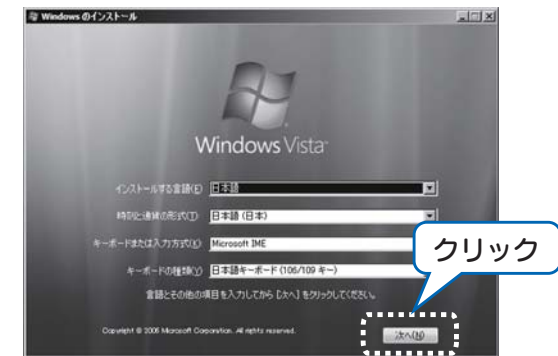 Windows のインストール
Windows Vista™
インストールする言語(E) 日本語
時刻と通貨の形式(T) 日本語 (日本)
キーボードまたは入力方式(K) Microsoft IME
キーボードの種類(Y) 日本語キーボード (106/109 キー)
クリック
言語とその他の項目を入力してから [次へ] をクリックしてください。
Copyright © 2006 Microsoft Corporation. All rights reserved.
次へ(N)